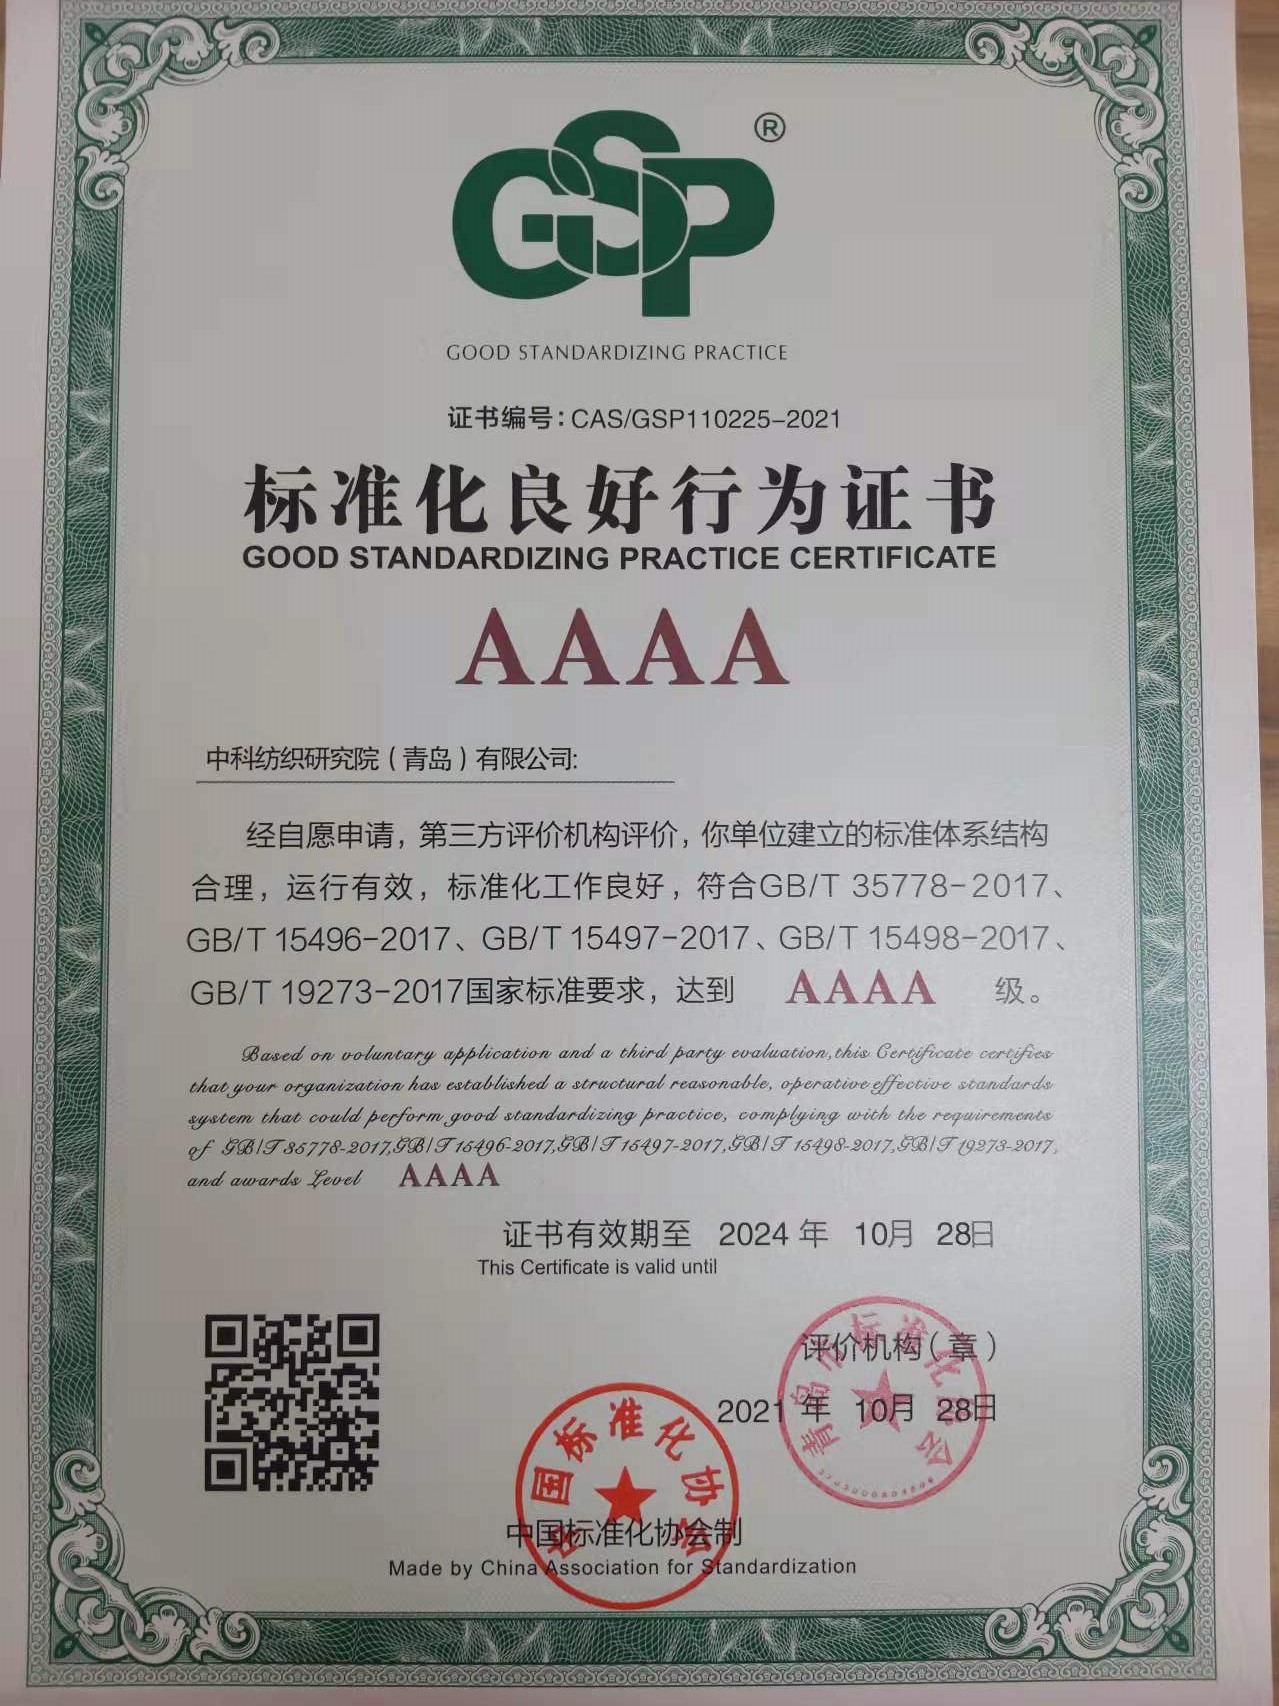 GSP®
GOOD STANDARDIZING PRACTICE
证书编号：CAS/GSP110225-2021
标准化良好行为证书
GOOD STANDARDIZING PRACTICE CERTIFICATE
AAAA
中科纺织研究院（青岛）有限公司:
经自愿申请，第三方评价机构评价，你单位建立的标准体系结构
合理，运行有效，标准化工作良好，符合GB/T 35778-2017、
GB/T 15496-2017、GB/T 15497-2017、GB/T 15498-2017、
GB/T 19273-2017国家标准要求，达到 AAAA 级。
Based on voluntary application and a third party evaluation,this Certificate certifies
that your organization has established a structural reasonable, operative effective standards
system that could perform good standardizing practice, complying with the requirements
of GB/T 35778-2017,GB/T 15496-2017,GB/T 15497-2017,GB/T 15498-2017,GB/T 19273-2017,
and awards Level AAAA
证书有效期至 2024 年 10月 28日
This Certificate is valid until
评价机构（章）
青岛市标准化协会
2021 年 10月 28日
中国标准化协会
中国标准化协会制
Made by China Association for Standardization